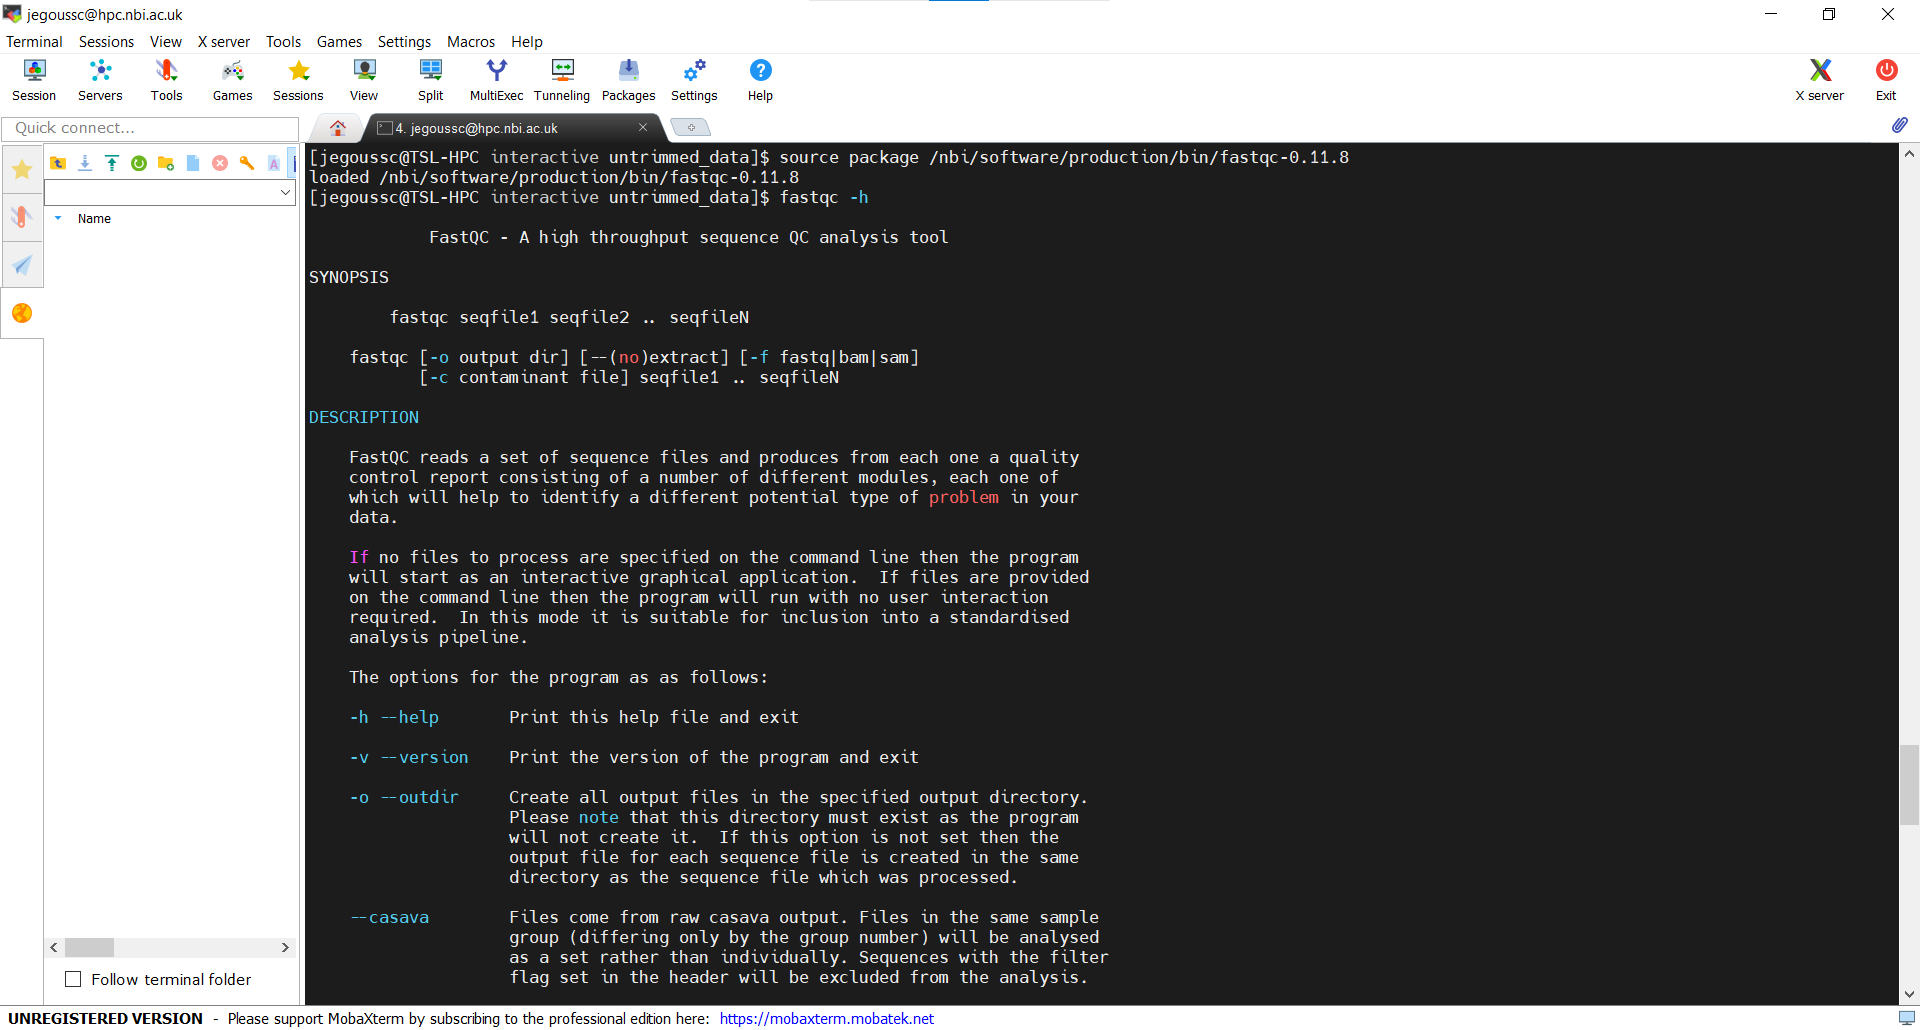 jegoussc@hpc.nbi.ac.uk
Terminal Sessions View X server Tools Games Settings Macros Help
Session Servers Tools Games Sessions View Split MultiExec Tunneling Packages Settings Help X server Exit
Quick connect...
4. jegoussc@hpc.nbi.ac.uk
Name
[jegoussc@TSL-HPC interactive untrimmed_data]$ source package /nbi/software/production/bin/fastqc-0.11.8
loaded /nbi/software/production/bin/fastqc-0.11.8
[jegoussc@TSL-HPC interactive untrimmed_data]$ fastqc -h
FastQC - A high throughput sequence QC analysis tool
SYNOPSIS
fastqc seqfile1 seqfile2 .. seqfileN
fastqc [-o output dir] [--(no)extract] [-f fastq|bam|sam]
[-c contaminant file] seqfile1 .. seqfileN
DESCRIPTION
FastQC reads a set of sequence files and produces from each one a quality
control report consisting of a number of different modules, each one of
which will help to identify a different potential type of problem in your
data.
If no files to process are specified on the command line then the program
will start as an interactive graphical application.  If files are provided
on the command line then the program will run with no user interaction
required.  In this mode it is suitable for inclusion into a standardised
analysis pipeline.
The options for the program as as follows:
-h --help Print this help file and exit
-v --version Print the version of the program and exit
-o --outdir Create all output files in the specified output directory.
Please note that this directory must exist as the program
will not create it.  If this option is not set then the
output file for each sequence file is created in the same
directory as the sequence file which was processed.
--casava Files come from raw casava output. Files in the same sample
group (differing only by the group number) will be analysed
as a set rather than individually. Sequences with the filter
flag set in the header will be excluded from the analysis.
Follow terminal folder
UNREGISTERED VERSION - Please support MobaXterm by subscribing to the professional edition here: https://mobaxterm.mobatek.net